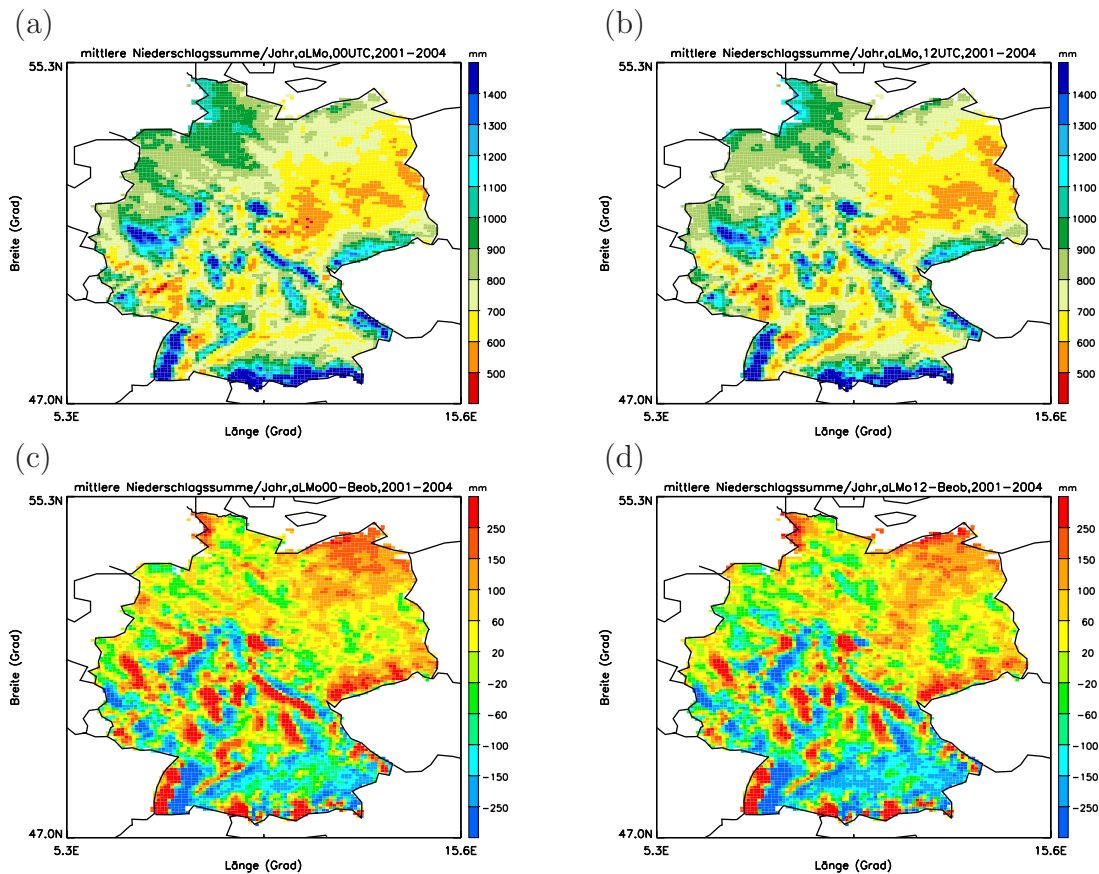 (a)
mittlere Niederschlagssumme/Jahr,aLMo,00UTC,2001-2004 mm
55.3N
1400
1300
1200
1100
1000
900
800
700
600
500
Breite (Grad)
47.0N
5.3E 15.6E
Länge (Grad)
(b)
mittlere Niederschlagssumme/Jahr,aLMo,12UTC,2001-2004 mm
55.3N
1400
1300
1200
1100
1000
900
800
700
600
500
Breite (Grad)
47.0N
5.3E 15.6E
Länge (Grad)
(c)
mittlere Niederschlagssumme/Jahr,aLMo00-Beob,2001-2004 mm
55.3N
250
150
100
60
20
-20
-60
-100
-150
-250
Breite (Grad)
47.0N
5.3E 15.6E
Länge (Grad)
(d)
mittlere Niederschlagssumme/Jahr,aLMo12-Beob,2001-2004 mm
55.3N
250
150
100
60
20
-20
-60
-100
-150
-250
Breite (Grad)
47.0N
5.3E 15.6E
Länge (Grad)